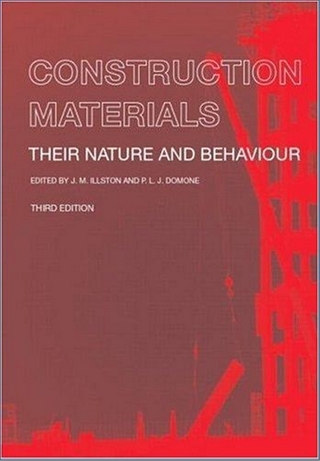 CONSTRUCTION
MATERIALS
THEIR NATURE AND BEHAVIOUR
EDITED BY J. M. ILLSTON AND P. L. J. DOMONE
THIRD EDITION